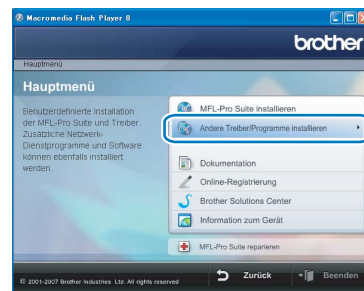 Macromedia Flash Player 8
brother
Hauptmenü
Hauptmenü
Benutzerdefinierte Installation
der MFL-Pro Suite und Treiber.
Zusätzliche Netzwerk-
Dienstprogramme und Software
können ebenfalls installiert
werden.
MFL-Pro Suite installieren
Andere Treiber/Programme installieren
Dokumentation
Online-Registrierung
Brother Solutions Center
Information zum Gerät
MFL-Pro Suite reparieren
© 2001-2007 Brother Industries Ltd. All rights reserved
Zurück
Beenden